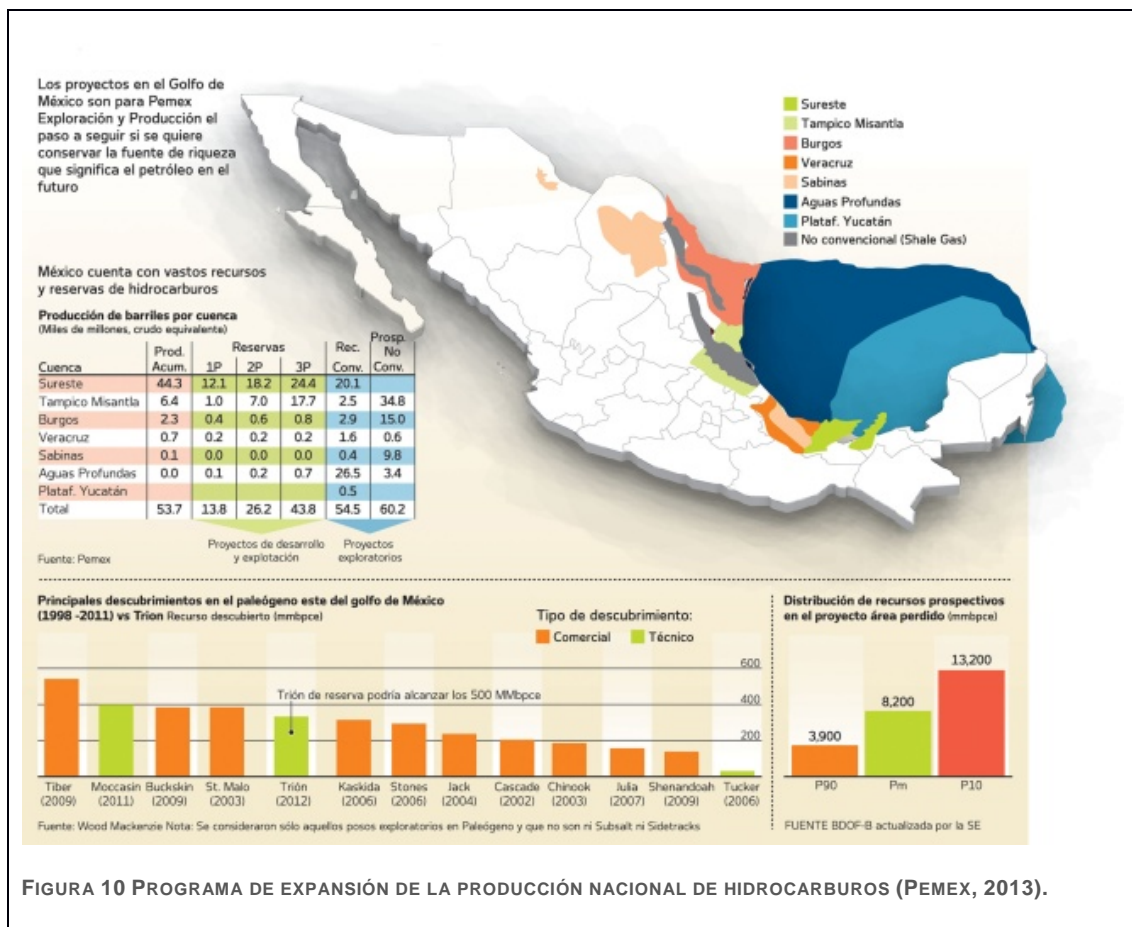 Los proyectos en el Golfo de
México son para Pemex
Exploración y Producción el
paso a seguir si se quiere
conservar la fuente de riqueza
que significa el petróleo en el
futuro
Sureste
Tampico Misantla
Burgos
Veracruz
Sabinas
Aguas Profundas
Plataf. Yucatán
No convencional (Shale Gas)
México cuenta con vastos recursos
y reservas de hidrocarburos
Producción de barriles por cuenca
(Miles de millones, crudo equivalente)
Cuenca Prod. Acum. Reservas 1P 2P 3P Rec. Conv. Prosp. No Conv.
Sureste 44.3 12.1 18.2 24.4 20.1
Tampico Misantla 6.4 1.0 7.0 17.7 2.5 34.8
Burgos 2.3 0.4 0.6 0.8 2.9 15.0
Veracruz 0.7 0.2 0.2 0.2 1.6 0.6
Sabinas 0.1 0.0 0.0 0.0 0.4 9.8
Aguas Profundas 0.0 0.1 0.2 0.7 26.5 3.4
Plataf. Yucatán 0.5
Total 53.7 13.8 26.2 43.8 54.5 60.2
Proyectos de desarrollo
y explotación
Proyectos
exploratorios
Fuente: Pemex
Principales descubrimientos en el paleógeno este del golfo de México
(1998 -2011) vs Trion Recurso descubierto (mmbpce)
Tipo de descubrimiento:
Comercial Técnico
600
400
200
Trión de reserva podría alcanzar los 500 MMbpce
Tiber (2009)
Moccasin (2011)
Buckskin (2009)
St. Malo (2003)
Trión (2012)
Kaskida (2006)
Stones (2006)
Jack (2004)
Cascade (2002)
Chinook (2003)
Julia (2007)
Shenandoah (2009)
Tucker (2006)
Fuente: Wood Mackenzie Nota: Se consideraron sólo aquellos posos exploratorios en Paleógeno y que no son ni Subsalt ni Sidetracks
Distribución de recursos prospectivos
en el proyecto área perdido (mmbpce)
3,900
8,200
13,200
P90 Pm P10
FUENTE BDOF-B actualizada por la SE
FIGURA 10 PROGRAMA DE EXPANSIÓN DE LA PRODUCCIÓN NACIONAL DE HIDROCARBUROS (PEMEX, 2013).